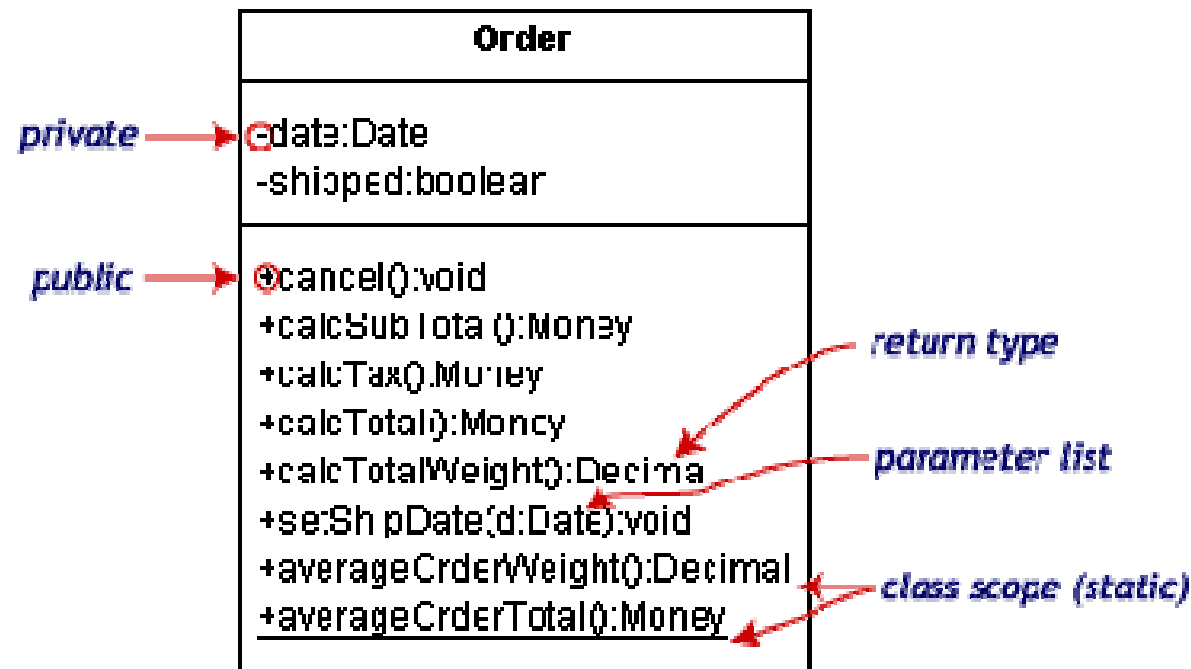 Order
private
-date:Date
-shipped:boolean
public
+cancel():void
+calcSubTotal():Money
+calcTax():Money
return type
+calcTotal():Money
+calcTotalWeight():Decimal
parameter list
+setShipDate(d:Date):void
+averageOrderWeight():Decimal
class scope (static)
+averageOrderTotal():Money